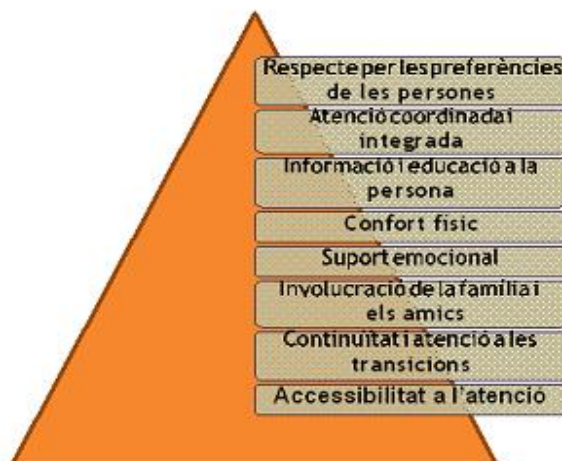 Respecte per les preferències
de les persones
Atenció coordinada i
integrada
Informació i educació a la
persona
Confort físic
Suport emocional
Involucració de la família i
els amics
Continuïtat i atenció a les
transicions
Accessibilitat a l'atenció